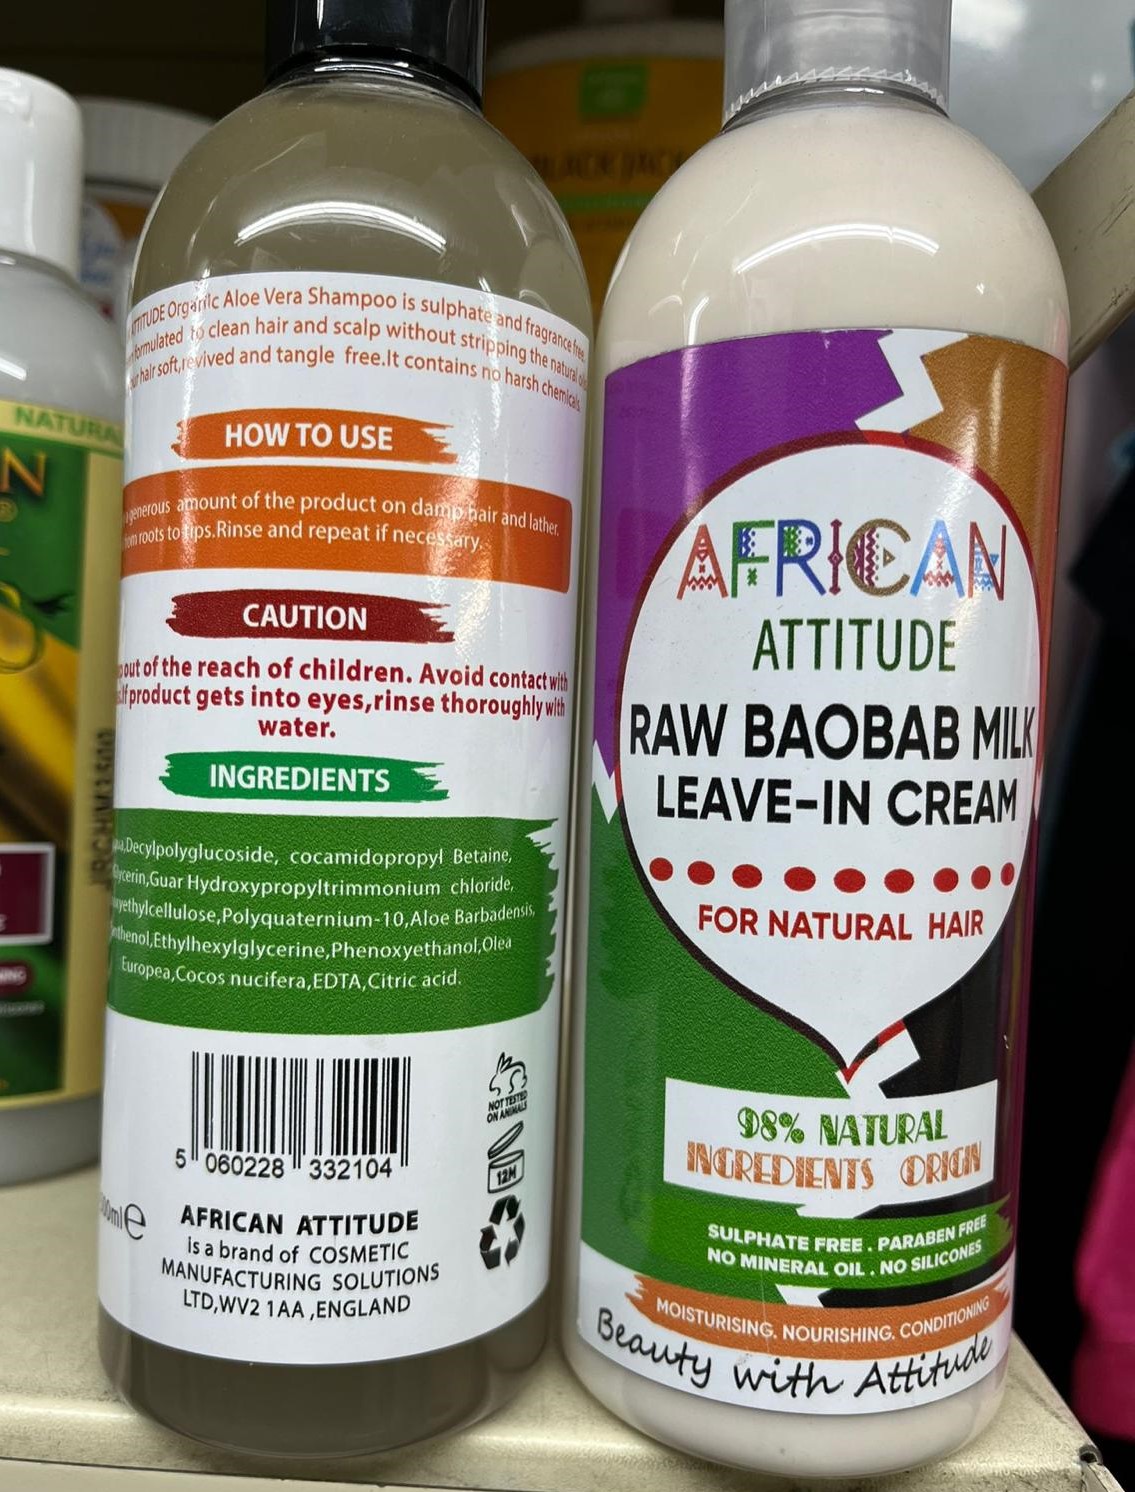 ATTITUDE Organic Aloe Vera Shampoo is sulphate and fragrance free.
formulated to clean hair and scalp without stripping the natural
hair soft,revived and tangle free.It contains no harsh chemicals.
HOW TO USE
generous amount of the product on damp hair and lather.
from roots to tips.Rinse and repeat if necessary.
CAUTION
out of the reach of children. Avoid contact with
If product gets into eyes,rinse thoroughly with
water.
INGREDIENTS
Decylpolyglucoside, cocamidopropyl Betaine,
Guar Hydroxypropyltrimmonium chloride,
Polyquaternium-10,Aloe Barbadensis,
Ethylhexylglycerine,Phenoxyethanol,Olea
Europea,Cocos nucifera,EDTA,Citric acid.
NOT TESTED
ON ANIMALS
12M
5 060228 332104
AFRICAN ATTITUDE
is a brand of COSMETIC
MANUFACTURING SOLUTIONS
LTD,WV2 1AA ,ENGLAND
AFRICAN
ATTITUDE
RAW BAOBAB MILK
LEAVE-IN CREAM
FOR NATURAL HAIR
98% NATURAL
INGREDIENTS ORIGIN
SULPHATE FREE . PARABEN FREE
NO MINERAL OIL . NO SILICONES
MOISTURISING. NOURISHING. CONDITIONING
Beauty with Attitude